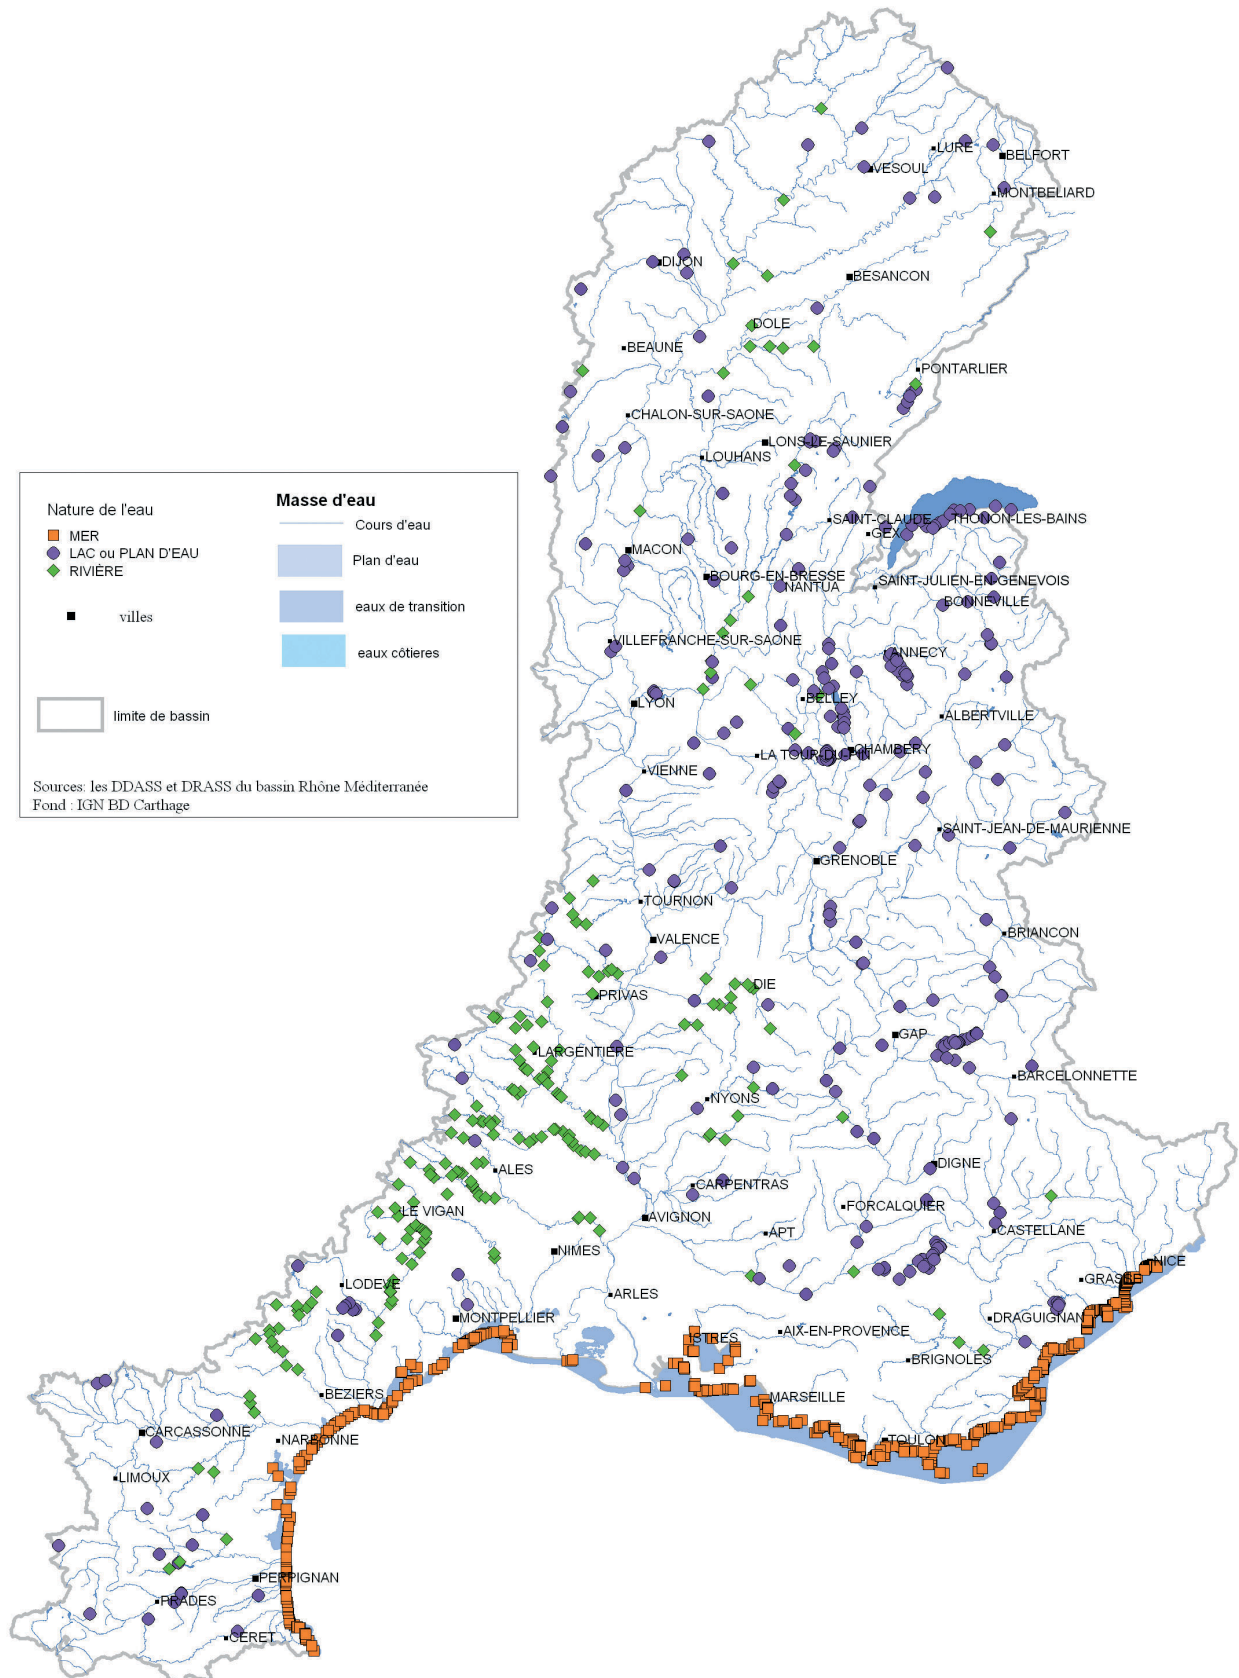 LURE
BELFORT
VESOUL
MONTBELIARD
DIJON
BESANCON
DOLE
BEAUNE
PONTARLIER
CHALON-SUR-SAONE
LONS-LE-SAUNIER
LOUHANS
Nature de l'eau
MER
LAC ou PLAN D'EAU
RIVIÈRE
villes
limite de bassin
Masse d'eau
Cours d'eau
Plan d'eau
eaux de transition
eaux côtieres
Sources: les DDASS et DRASS du bassin Rhône Méditerranée
Fond : IGN BD Carthage
SAINT-CLAUDE
THONON-LES-BAINS
GEX
MACON
BOURG-EN-BRESSE
NANTUA
SAINT-JULIEN-EN-GENEVOIS
BONNEVILLE
VILLEFRANCHE-SUR-SAONE
ANNECY
LYON
BELLEY
ALBERTVILLE
LA TOUR-DU-PIN
CHAMBERY
VIENNE
SAINT-JEAN-DE-MAURIENNE
GRENOBLE
TOURNON
VALENCE
BRIANCON
DIE
PRIVAS
GAP
LARGENTIERE
BARCELONNETTE
NYONS
ALES
DIGNE
CARPENTRAS
LE VIGAN
AVIGNON
FORCALQUIER
APT
CASTELLANE
NIMES
NICE
LODEVE
GRASSE
ARLES
MONTPELLIER
DRAGUIGNAN
ISTRES
AIX-EN-PROVENCE
BRIGNOLES
BEZIERS
MARSEILLE
CARCASSONNE
NARBONNE
TOULON
LIMOUX
PERPIGNAN
PRADES
CERET